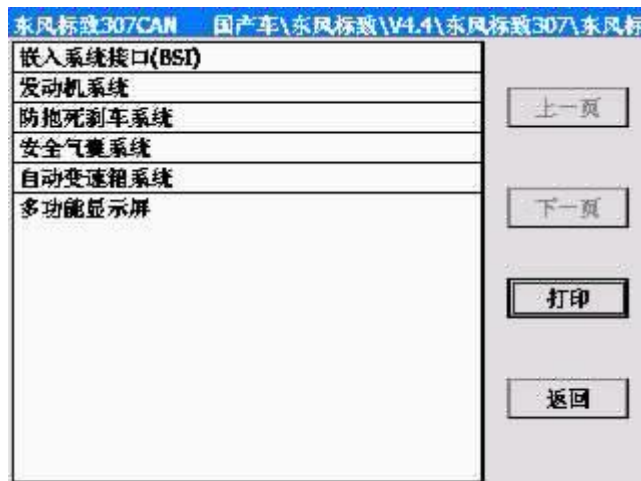 东风标致307CAN 国产车\东风标致\V4.4\东风标致307\东风标
嵌入系统接口(BSI)
发动机系统
防抱死刹车系统
安全气囊系统
自动变速箱系统
多功能显示屏
上一页
下一页
打印
返回